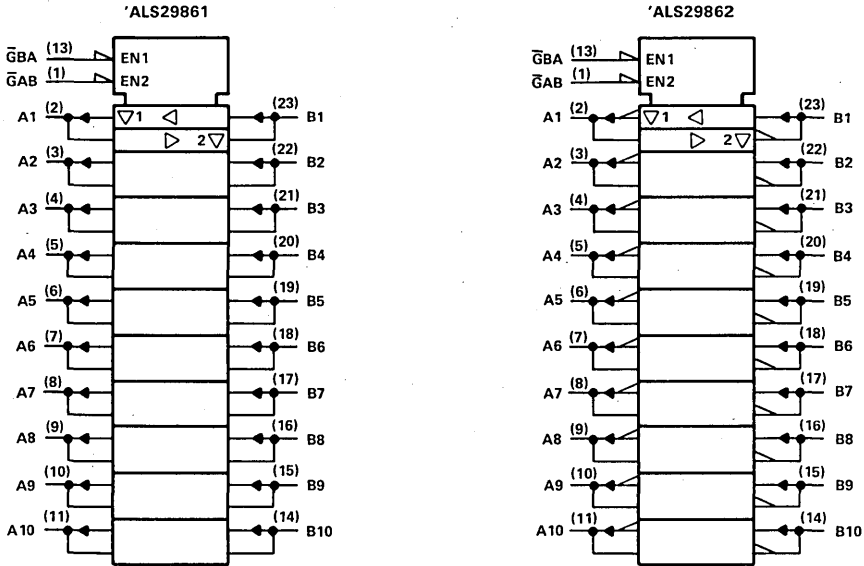 'ALS29861
G̅BA (13) EN1
G̅AB (1) EN2
A1 (2) ▽1 ◁ (23) B1
▷ 2▽
A2 (3) (22) B2
A3 (4) (21) B3
A4 (5) (20) B4
A5 (6) (19) B5
A6 (7) (18) B6
A7 (8) (17) B7
A8 (9) (16) B8
A9 (10) (15) B9
A10 (11) (14) B10
'ALS29862
G̅BA (13) EN1
G̅AB (1) EN2
A1 (2) ▽1 ◁ (23) B1
▷ 2▽
A2 (3) (22) B2
A3 (4) (21) B3
A4 (5) (20) B4
A5 (6) (19) B5
A6 (7) (18) B6
A7 (8) (17) B7
A8 (9) (16) B8
A9 (10) (15) B9
A10 (11) (14) B10